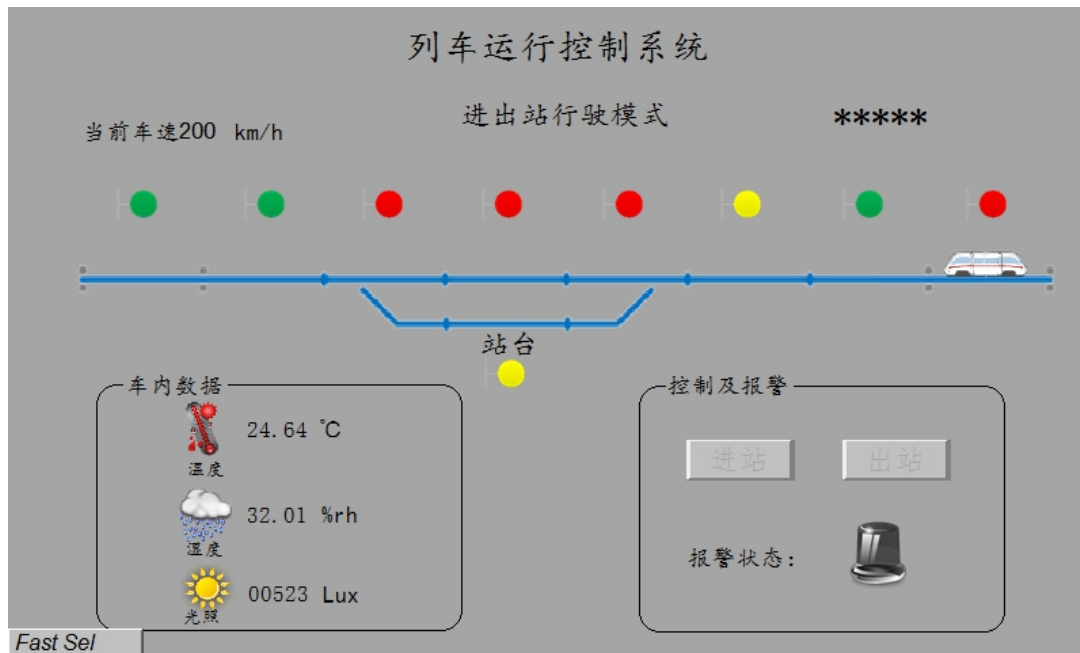 列车运行控制系统
进出站行驶模式 *****
当前车速200 km/h
站台
车内数据
24.64 ℃
温度
32.01 %rh
湿度
00523 Lux
光照
控制及报警
进站 出站
报警状态：
Fast Sel